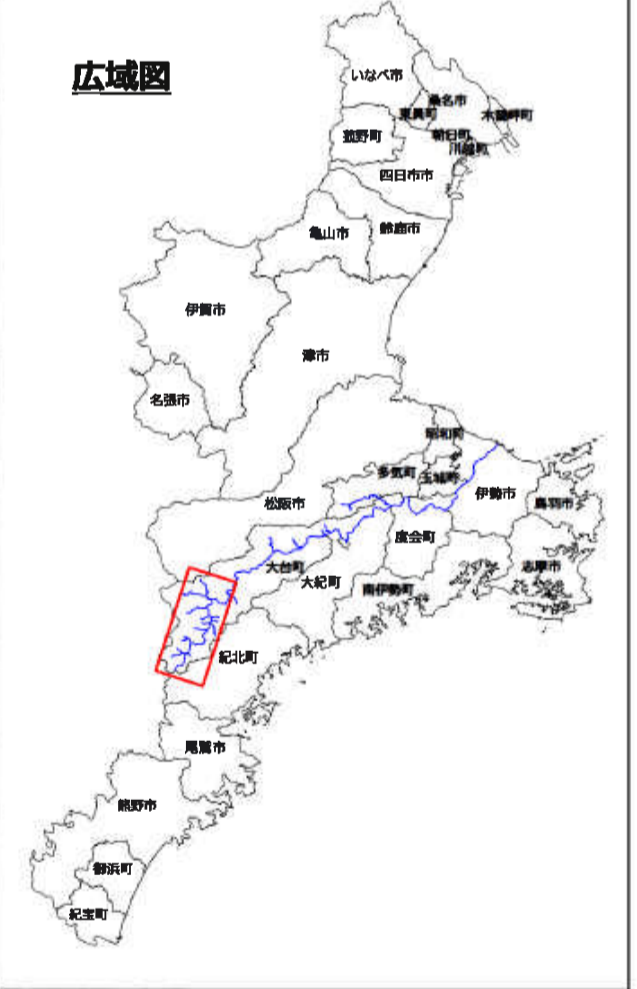 広域図
いなべ市
桑名市
東員町
木曽岬町
朝日町
菰野町
川越町
四日市市
鈴鹿市
亀山市
伊賀市
津市
名張市
明和町
多気町
玉城町
伊勢市
松阪市
鳥羽市
度会町
大台町
志摩市
大紀町
南伊勢町
紀北町
尾鷲市
熊野市
御浜町
紀宝町